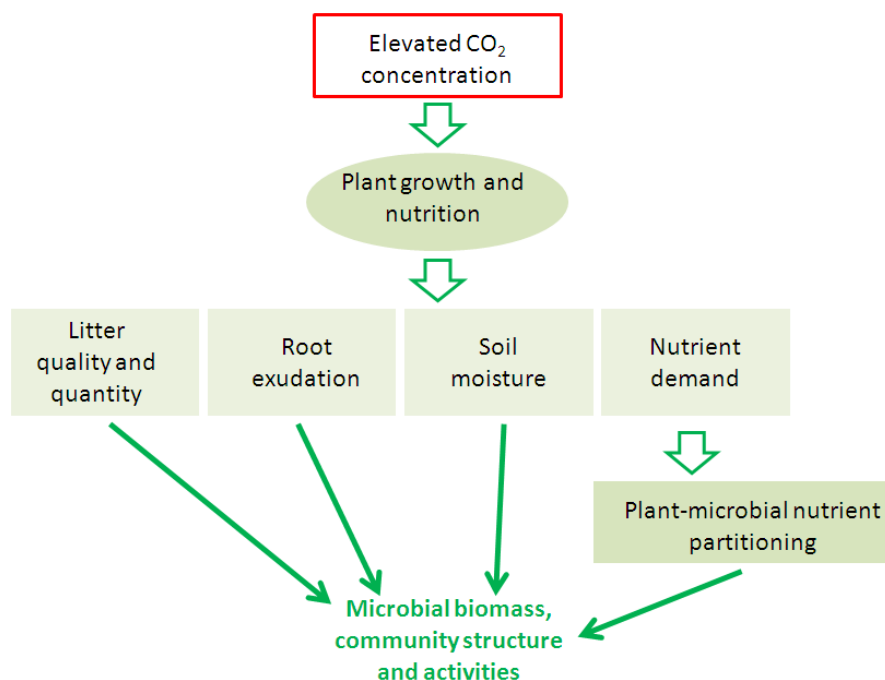 Elevated CO₂
concentration
Plant growth and
nutrition
Litter
quality and
quantity
Root
exudation
Soil
moisture
Nutrient
demand
Plant-microbial nutrient
partitioning
Microbial biomass,
community structure
and activities